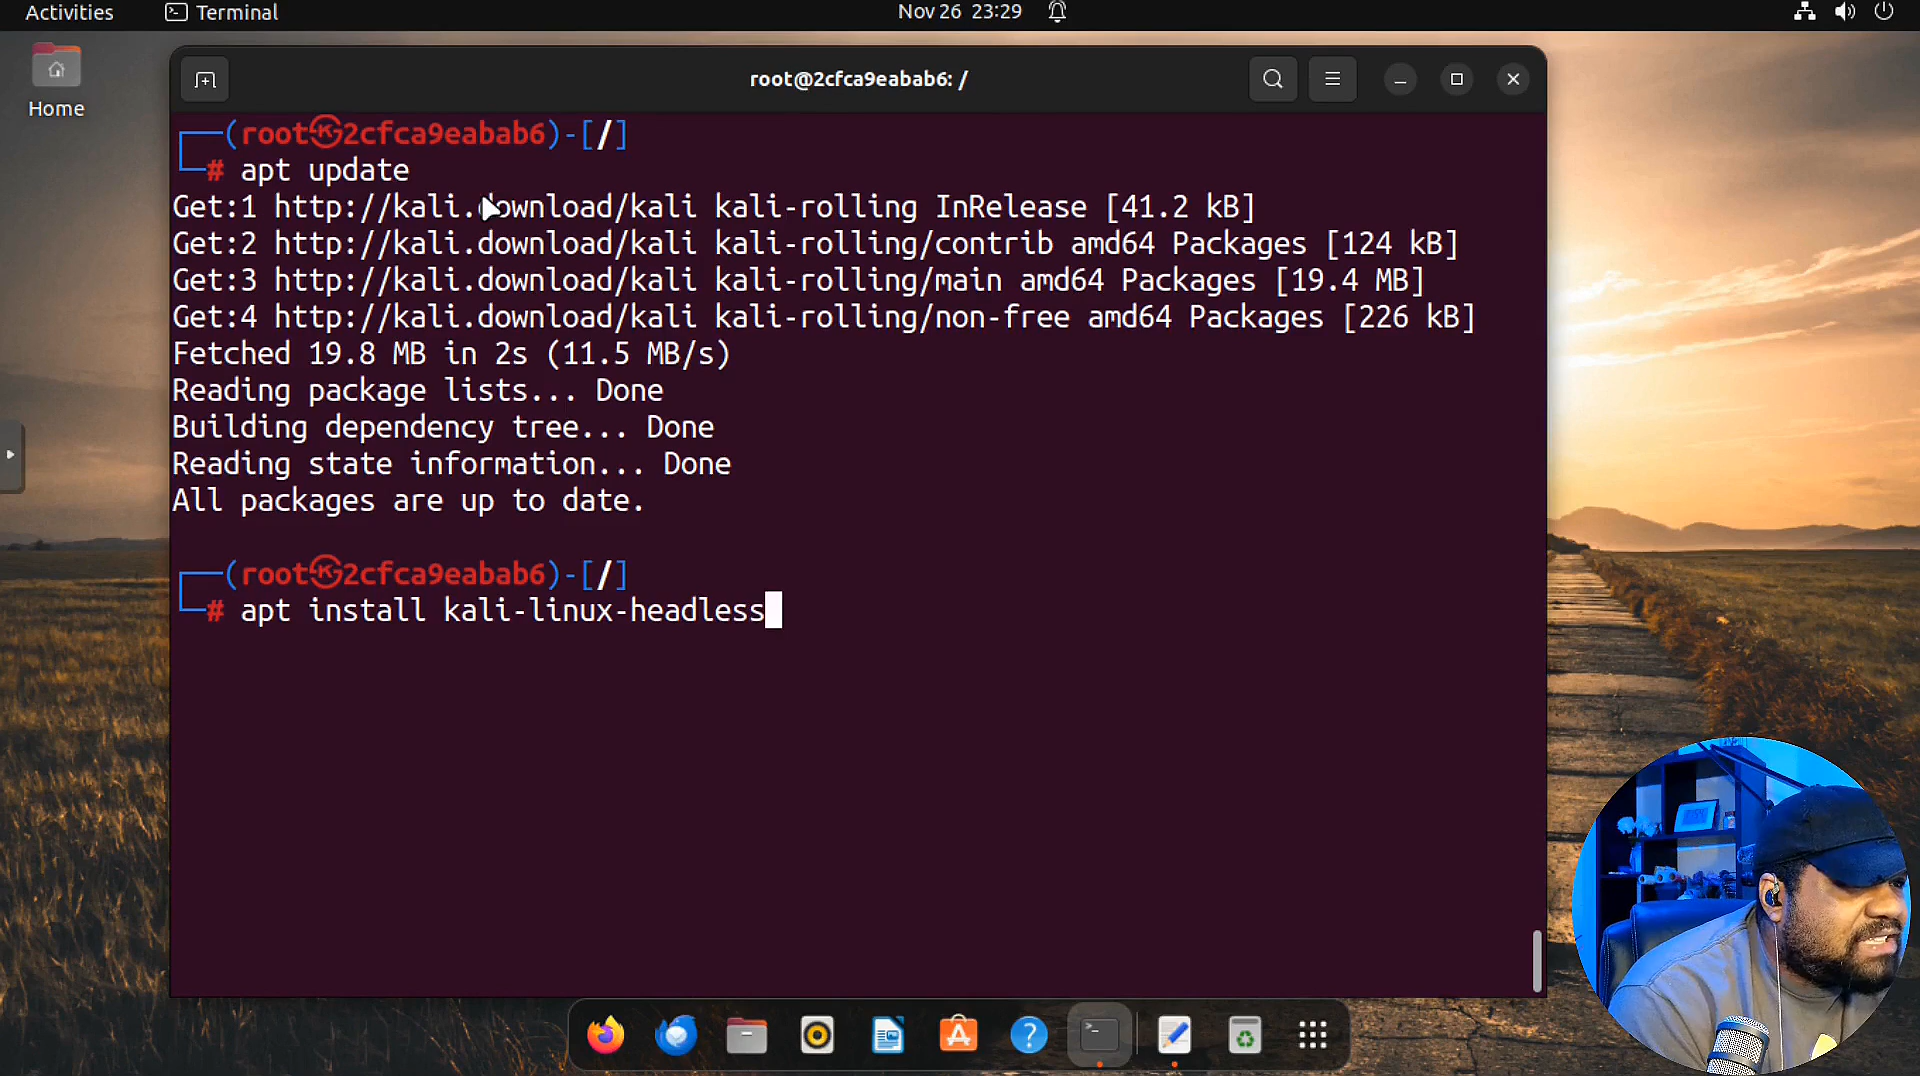 Activities Terminal Nov 26 23:29
Home
root@2cfca9eabab6: /
(root㉿2cfca9eabab6)-[/]
# apt update
Get:1 http://kali.download/kali kali-rolling InRelease [41.2 kB]
Get:2 http://kali.download/kali kali-rolling/contrib amd64 Packages [124 kB]
Get:3 http://kali.download/kali kali-rolling/main amd64 Packages [19.4 MB]
Get:4 http://kali.download/kali kali-rolling/non-free amd64 Packages [226 kB]
Fetched 19.8 MB in 2s (11.5 MB/s)
Reading package lists... Done
Building dependency tree... Done
Reading state information... Done
All packages are up to date.
(root㉿2cfca9eabab6)-[/]
# apt install kali-linux-headless